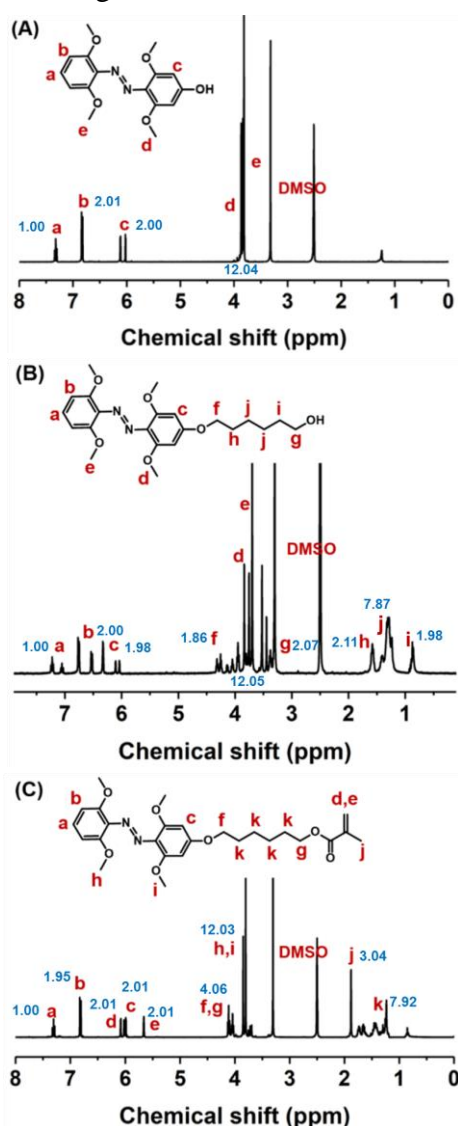 (A)
b
a
e
N
N
O
O
O
O
c
OH
d
1.00
a
b
2.01
c
2.00
d
e
12.04
DMSO
8 7 6 5 4 3 2 1 0
Chemical shift (ppm)
(B)
b
a
e
N
N
O
O
O
O
c
d
O
f
h
j
j
i
g
OH
1.00
a
b
2.00
c
1.98
1.86
f
d
e
12.05
DMSO
g
2.07
2.11
h
7.87
j
i
1.98
7 6 5 4 3 2 1
Chemical shift (ppm)
(C)
b
a
h
N
N
O
O
O
O
c
i
O
f
k
k
k
k
g
O
O
d,e
j
1.00
a
1.95
b
2.01
d
2.01
c
2.01
e
4.06
f,g
12.03
h,i
DMSO
j
3.04
k
7.92
8 7 6 5 4 3 2 1 0
Chemical shift (ppm)